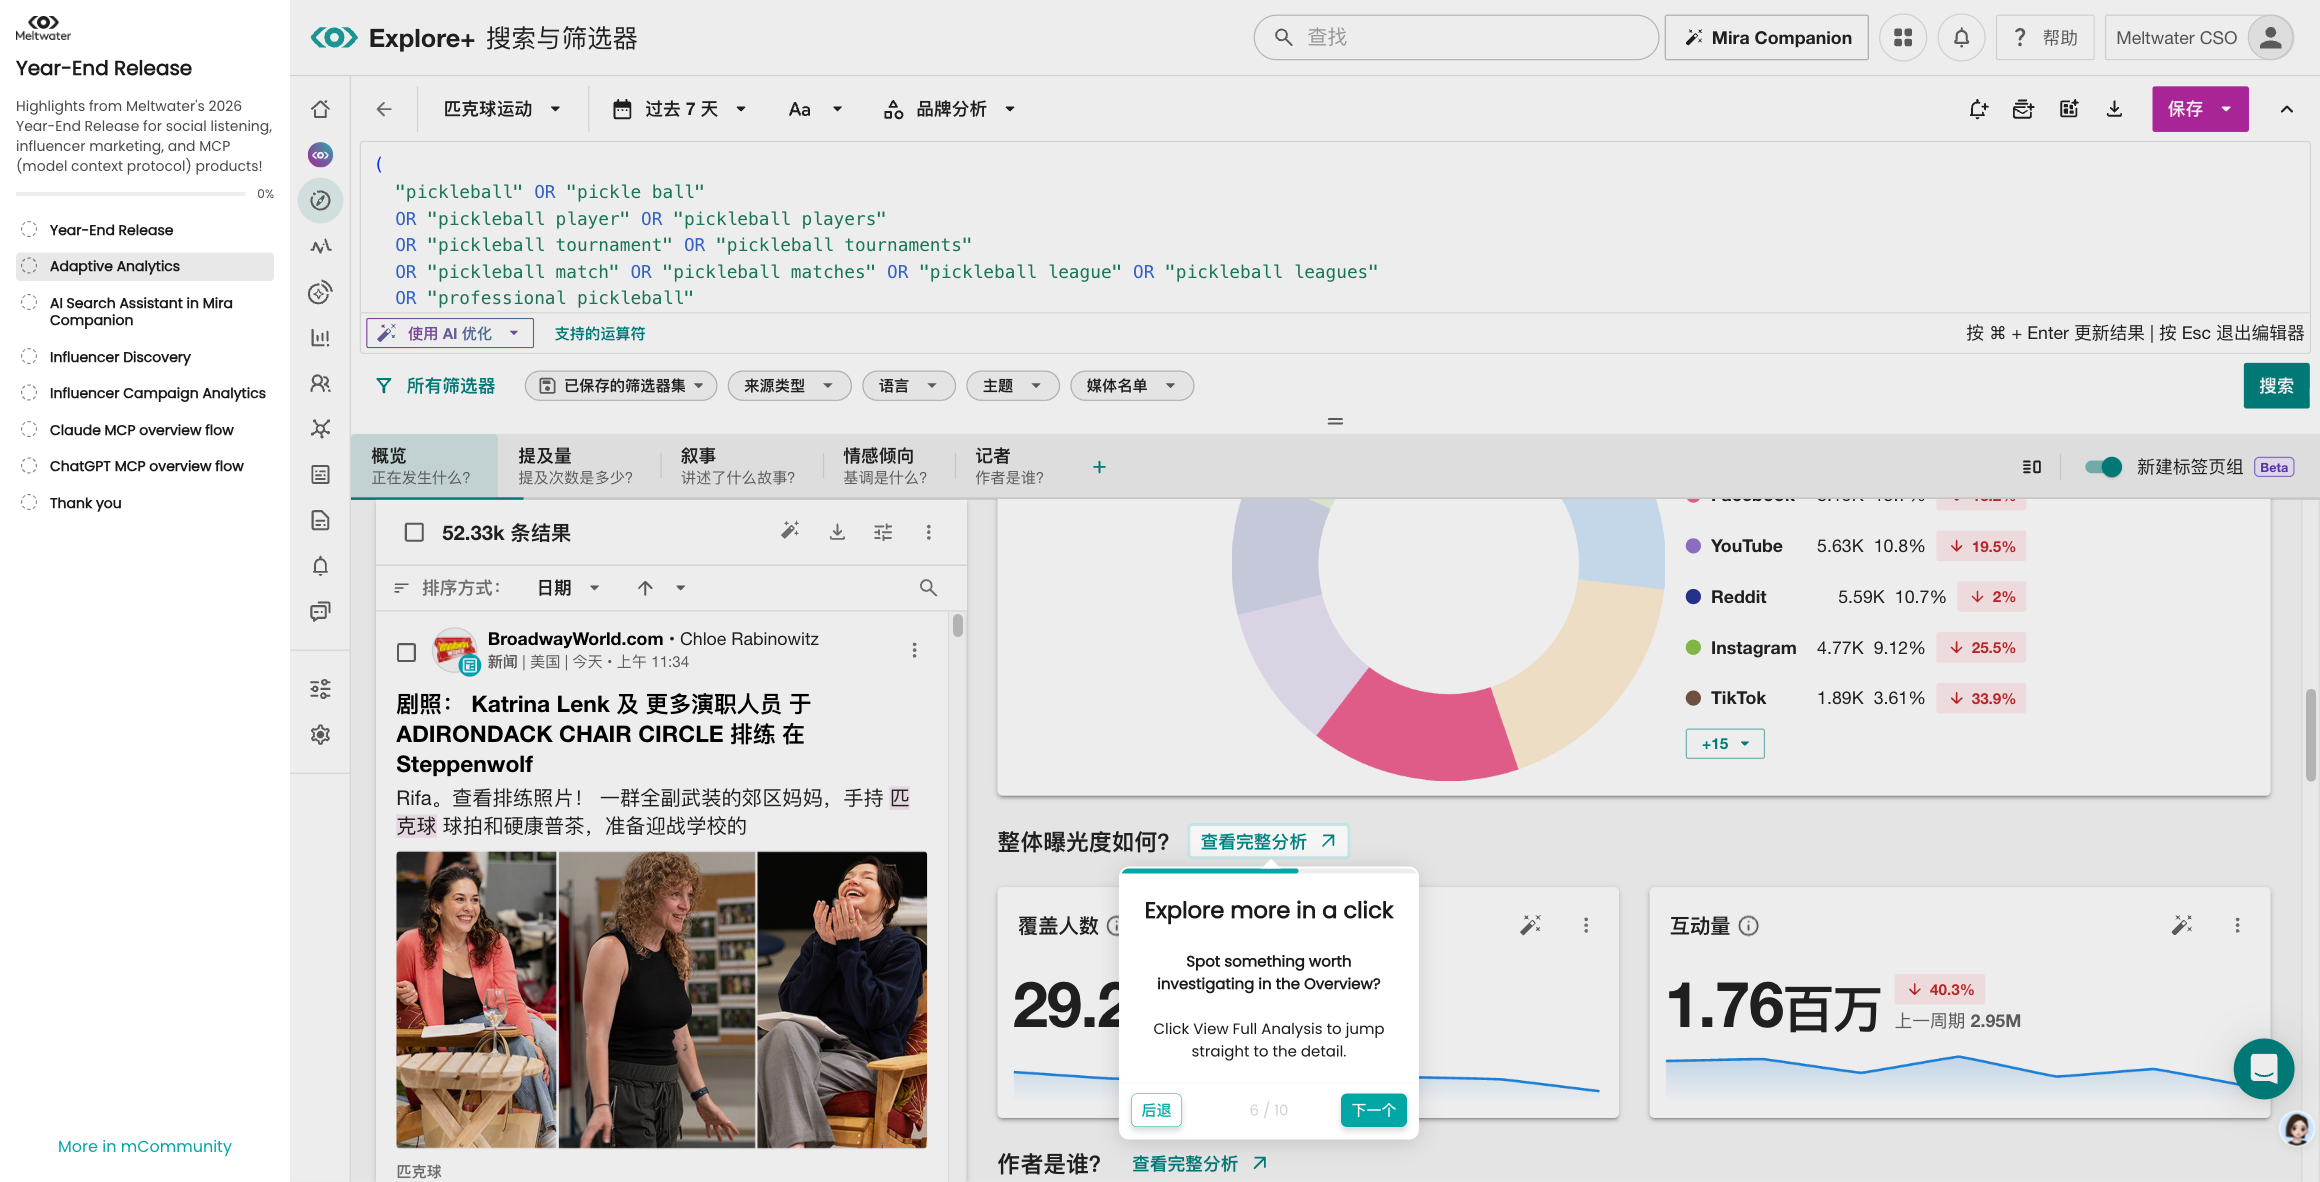 Meltwater
Year-End Release
Highlights from Meltwater's 2026
Year-End Release for social listening,
influencer marketing, and MCP
(model context protocol) products!
0%
Year-End Release
Adaptive Analytics
AI Search Assistant in Mira
Companion
Influencer Discovery
Influencer Campaign Analytics
Claude MCP overview flow
ChatGPT MCP overview flow
Thank you
More in mCommunity
Explore+ 搜索与筛选器
查找
Mira Companion
? 帮助
Meltwater CSO
匹克球运动
过去 7 天
Aa
品牌分析
保存
(
"pickleball" OR "pickle ball"
OR "pickleball player" OR "pickleball players"
OR "pickleball tournament" OR "pickleball tournaments"
OR "pickleball match" OR "pickleball matches" OR "pickleball league" OR "pickleball leagues"
OR "professional pickleball"
使用 AI 优化
支持的运算符
按 ⌘ + Enter 更新结果 | 按 Esc 退出编辑器
所有筛选器
已保存的筛选器集
来源类型
语言
主题
媒体名单
搜索
概览
正在发生什么?
提及量
提及次数是多少?
叙事
讲述了什么故事?
情感倾向
基调是什么?
记者
作者是谁?
+
新建标签页组 Beta
52.33k 条结果
排序方式: 日期
BroadwayWorld.com • Chloe Rabinowitz
新闻 | 美国 | 今天 • 上午 11:34
剧照： Katrina Lenk 及 更多演职人员 于
ADIRONDACK CHAIR CIRCLE 排练 在
Steppenwolf
Rifa。查看排练照片！ 一群全副武装的郊区妈妈，手持 匹
克球 球拍和硬康普茶，准备迎战学校的
匹克球
YouTube 5.63K 10.8% 19.5%
Reddit 5.59K 10.7% 2%
Instagram 4.77K 9.12% 25.5%
TikTok 1.89K 3.61% 33.9%
+15
整体曝光度如何? 查看完整分析
覆盖人数
29.2
互动量
1.76百万
40.3%
上一周期 2.95M
Explore more in a click
Spot something worth
investigating in the Overview?
Click View Full Analysis to jump
straight to the detail.
后退
6 / 10
下一个
作者是谁? 查看完整分析